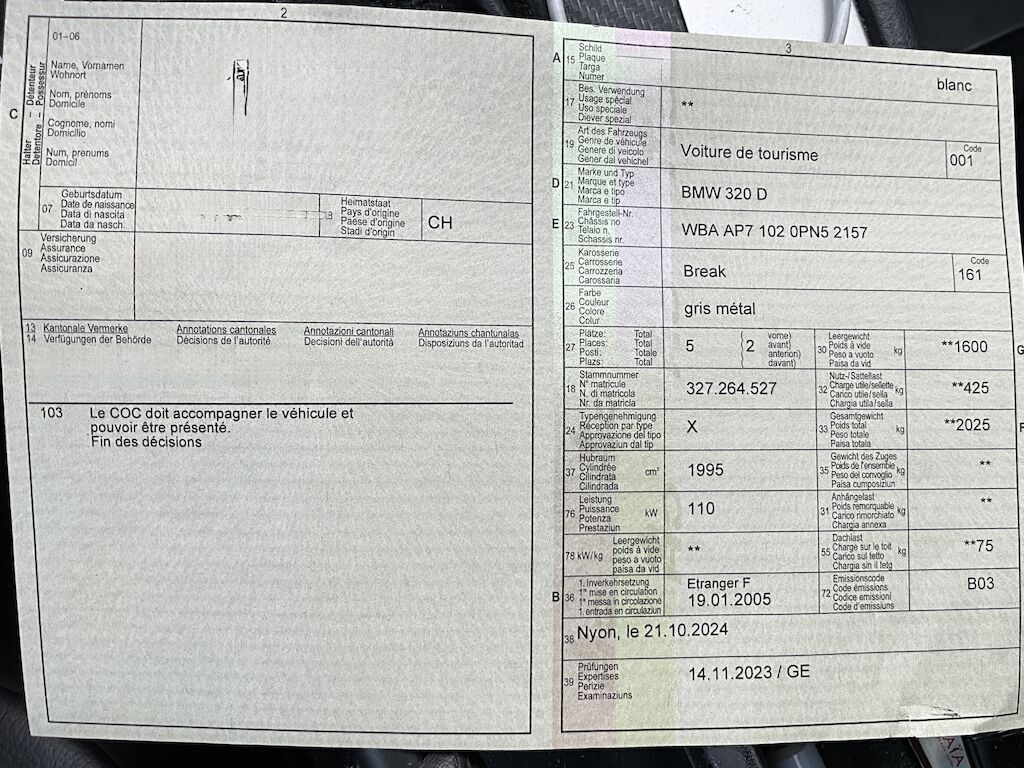 2
01–06
Halter – Détenteur
Detentore – Possessur
C
Name, Vornamen
Wohnort
Nom, prénoms
Domicile
Cognome, nomi
Domicilio
Num, prenums
Domicil
07
Geburtsdatum
Date de naissance
Data di nascita
Data da nasch.
Heimatstaat
Pays d'origine
Paese d'origine
Stadi d'origin
CH
09
Versicherung
Assurance
Assicurazione
Assicuranza
13
14
Kantonale Vermerke
Verfügungen der Behörde
Annotations cantonales
Décisions de l'autorité
Annotazioni cantonali
Decisioni dell'autorità
Annotaziuns chantunalas
Disposiziuns da l'autoritad
103 Le COC doit accompagner le véhicule et
pouvoir être présenté.
Fin des décisions
3
A
15
Schild
Plaque
Targa
Numer
blanc
17
Bes. Verwendung
Usage spécial
Uso speciale
Diever spezial
**
19
Art des Fahrzeugs
Genre de véhicule
Genere di veicolo
Gener dal vehichel
Voiture de tourisme
Code
001
D
21
Marke und Typ
Marque et type
Marca e tipo
Marca e tip
BMW 320 D
E
23
Fahrgestell-Nr.
Châssis no
Telaio n.
Schassis nr.
WBA AP7 102 0PN5 2157
25
Karosserie
Carrosserie
Carrozzeria
Carossaria
Break
Code
161
26
Farbe
Couleur
Colore
Colur
gris métal
27
Plätze: Total
Places: Total
Posti: Totale
Plazs: Total
5
2
vorne)
avant)
anteriori)
davant)
30
Leergewicht
Poids à vide
Peso a vuoto
Paisa da vid
kg
**1600
G
18
Stammnummer
N° matricule
N. di matricola
Nr. da matricla
327.264.527
32
Nutz-/Sattellast
Charge utile/sellette
Carico utile/sella
Chargia utila/sella
kg
**425
24
Typengenehmigung
Réception par type
Approvazione del tipo
Approvaziun dal tip
X
33
Gesamtgewicht
Poids total
Peso totale
Paisa totala
kg
**2025
F
37
Hubraum
Cylindrée
Cilindrata
Cilindrada
cm³
1995
35
Gewicht des Zuges
Poids de l'ensemble
Peso del convoglio
Paisa cumposiziun
kg
**
76
Leistung
Puissance
Potenza
Prestaziun
kW
110
31
Anhängelast
Poids remorquable
Carico rimorchiato
Chargia annexa
kg
**
78 kW/kg
Leergewicht
poids à vide
peso a vuoto
paisa da vid
**
55
Dachlast
Charge sur le toit
Carico sul tetto
Chargia sin il tetg
kg
**75
B
36
1. Inverkehrsetzung
1re mise en circulation
1a messa in circolazione
1. entrada en circulaziun
Etranger F
19.01.2005
72
Emissionscode
Code émissions
Codice emissioni
Code d'emissiuns
B03
38
Nyon, le 21.10.2024
39
Prüfungen
Expertises
Perizie
Examinaziuns
14.11.2023 / GE